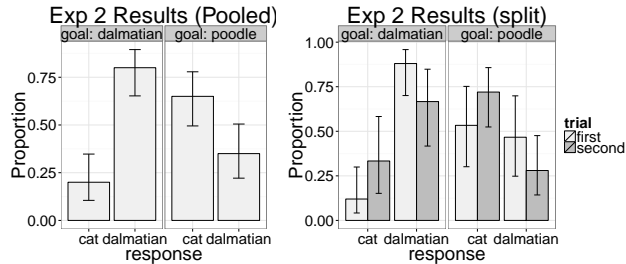 Exp 2 Results (Pooled)
goal: dalmatian goal: poodle
Proportion
0.75
0.50
0.25
0.00
cat dalmatian cat dalmatian
response
Exp 2 Results (split)
goal: dalmatian goal: poodle
Proportion
1.00
0.75
0.50
0.25
0.00
cat dalmatian cat dalmatian
response
trial
first
second